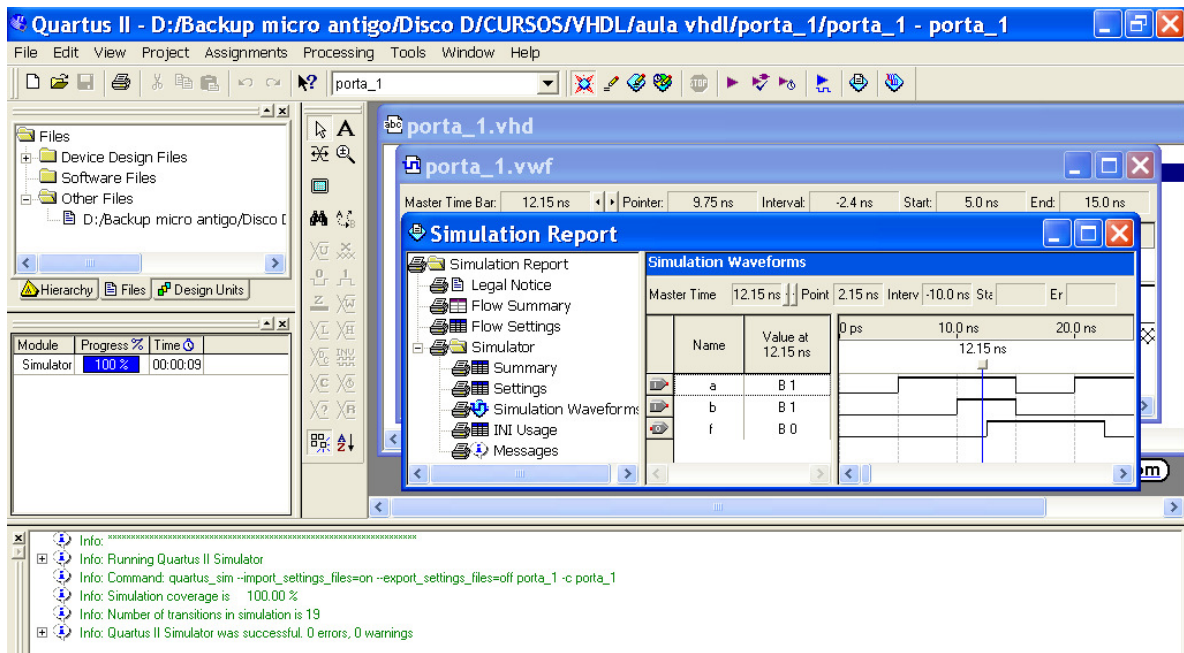 Quartus II - D:/Backup micro antigo/Disco D/CURSOS/VHDL/aula vhdl/porta_1/porta_1 - porta_1
File Edit View Project Assignments Processing Tools Window Help
porta_1
STOP
Files
Device Design Files
Software Files
Other Files
D:/Backup micro antigo/Disco D
Hierarchy Files Design Units
Module Progress % Time
Simulator 100 % 00:00:09
porta_1.vhd
porta_1.vwf
Master Time Bar: 12.15 ns Pointer: 9.75 ns Interval: -2.4 ns Start: 5.0 ns End: 15.0 ns
Simulation Report
Simulation Report
Legal Notice
Flow Summary
Flow Settings
Simulator
Summary
Settings
Simulation Waveforms
INI Usage
Messages
Simulation Waveforms
Master Time 12.15 ns Point 2.15 ns Interv -10.0 ns Sta Er
Name Value at 12.15 ns
0 ps 10.0 ns 20.0 ns
12.15 ns
a B 1
b B 1
f B 0
om)
Info: *******************************************************************
Info: Running Quartus II Simulator
Info: Command: quartus_sim --import_settings_files=on --export_settings_files=off porta_1 -c porta_1
Info: Simulation coverage is 100.00 %
Info: Number of transitions in simulation is 19
Info: Quartus II Simulator was successful. 0 errors, 0 warnings